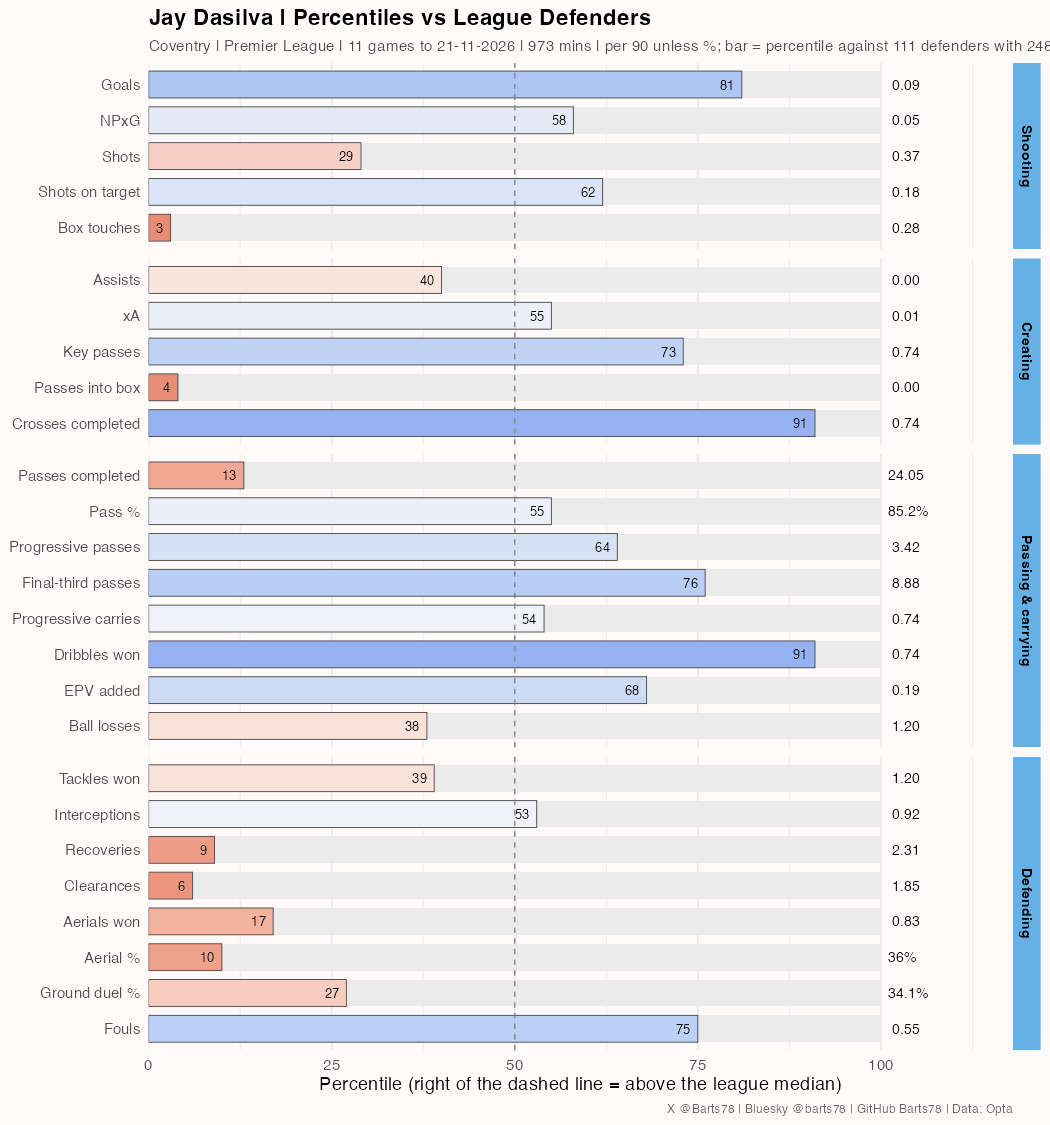 Jay Dasilva | Percentiles vs League Defenders
Coventry | Premier League | 11 games to 21-11-2026 | 973 mins | per 90 unless %; bar = percentile against 111 defenders with 248
Goals 81 0.09
NPxG 58 0.05
Shots 29 0.37
Shots on target 62 0.18
Box touches 3 0.28
Shooting
Assists 40 0.00
xA 55 0.01
Key passes 73 0.74
Passes into box 4 0.00
Crosses completed 91 0.74
Creating
Passes completed 13 24.05
Pass % 55 85.2%
Progressive passes 64 3.42
Final-third passes 76 8.88
Progressive carries 54 0.74
Dribbles won 91 0.74
EPV added 68 0.19
Ball losses 38 1.20
Passing & carrying
Tackles won 39 1.20
Interceptions 53 0.92
Recoveries 9 2.31
Clearances 6 1.85
Aerials won 17 0.83
Aerial % 10 36%
Ground duel % 27 34.1%
Fouls 75 0.55
Defending
0 25 50 75 100
Percentile (right of the dashed line = above the league median)
X @Barts78 | Bluesky @barts78 | GitHub Barts78 | Data: Opta